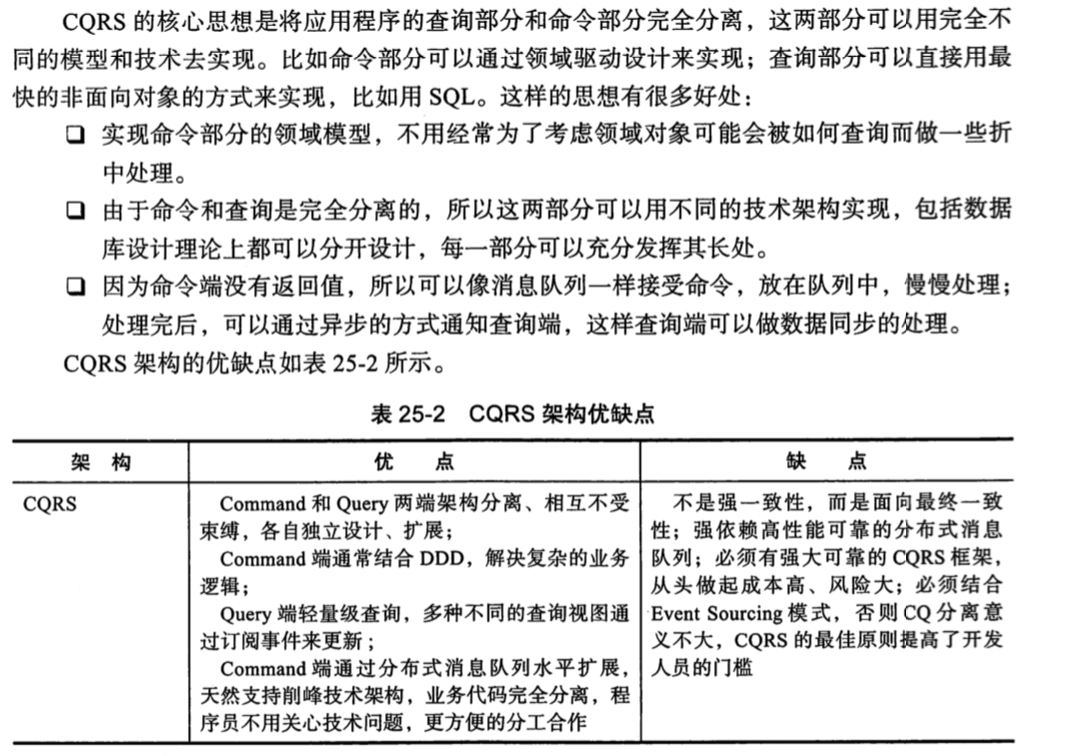 CQRS 的核心思想是将应用程序的查询部分和命令部分完全分离，这两部分可以用完全不
同的模型和技术去实现。比如命令部分可以通过领域驱动设计来实现；查询部分可以直接用最
快的非面向对象的方式来实现，比如用 SQL。这样的思想有很多好处：
❏ 实现命令部分的领域模型，不用经常为了考虑领域对象可能会被如何查询而做一些折
中处理。
❏ 由于命令和查询是完全分离的，所以这两部分可以用不同的技术架构实现，包括数据
库设计理论上都可以分开设计，每一部分可以充分发挥其长处。
❏ 因为命令端没有返回值，所以可以像消息队列一样接受命令，放在队列中，慢慢处理；
处理完后，可以通过异步的方式通知查询端，这样查询端可以做数据同步的处理。
CQRS 架构的优缺点如表 25-2 所示。
表 25-2 CQRS 架构优缺点
架 构
优 点
缺 点
CQRS
Command 和 Query 两端架构分离、相互不受
束缚，各自独立设计、扩展；
Command 端通常结合 DDD，解决复杂的业务
逻辑；
Query 端轻量级查询，多种不同的查询视图通
过订阅事件来更新；
Command 端通过分布式消息队列水平扩展，
天然支持削峰技术架构，业务代码完全分离，程
序员不用关心技术问题，更方便的分工合作
不是强一致性，而是面向最终一致
性；强依赖高性能可靠的分布式消息
队列；必须有强大可靠的 CQRS 框架，
从头做起成本高、风险大；必须结合
Event Sourcing 模式，否则 CQ 分离意
义不大，CQRS 的最佳原则提高了开发
人员的门槛